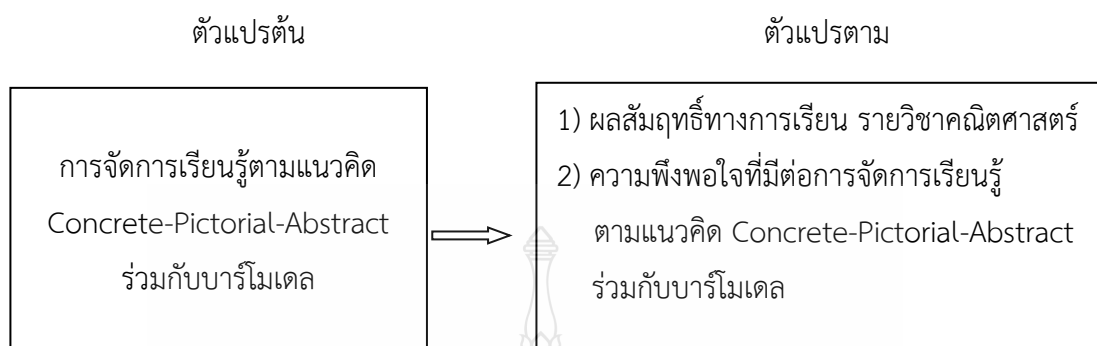 ตัวแปรต้น
ตัวแปรตาม
การจัดการเรียนรู้ตามแนวคิด
Concrete-Pictorial-Abstract
ร่วมกับบาร์โมเดล
1) ผลสัมฤทธิ์ทางการเรียน รายวิชาคณิตศาสตร์
2) ความพึงพอใจที่มีต่อการจัดการเรียนรู้
ตามแนวคิด Concrete-Pictorial-Abstract
ร่วมกับบาร์โมเดล